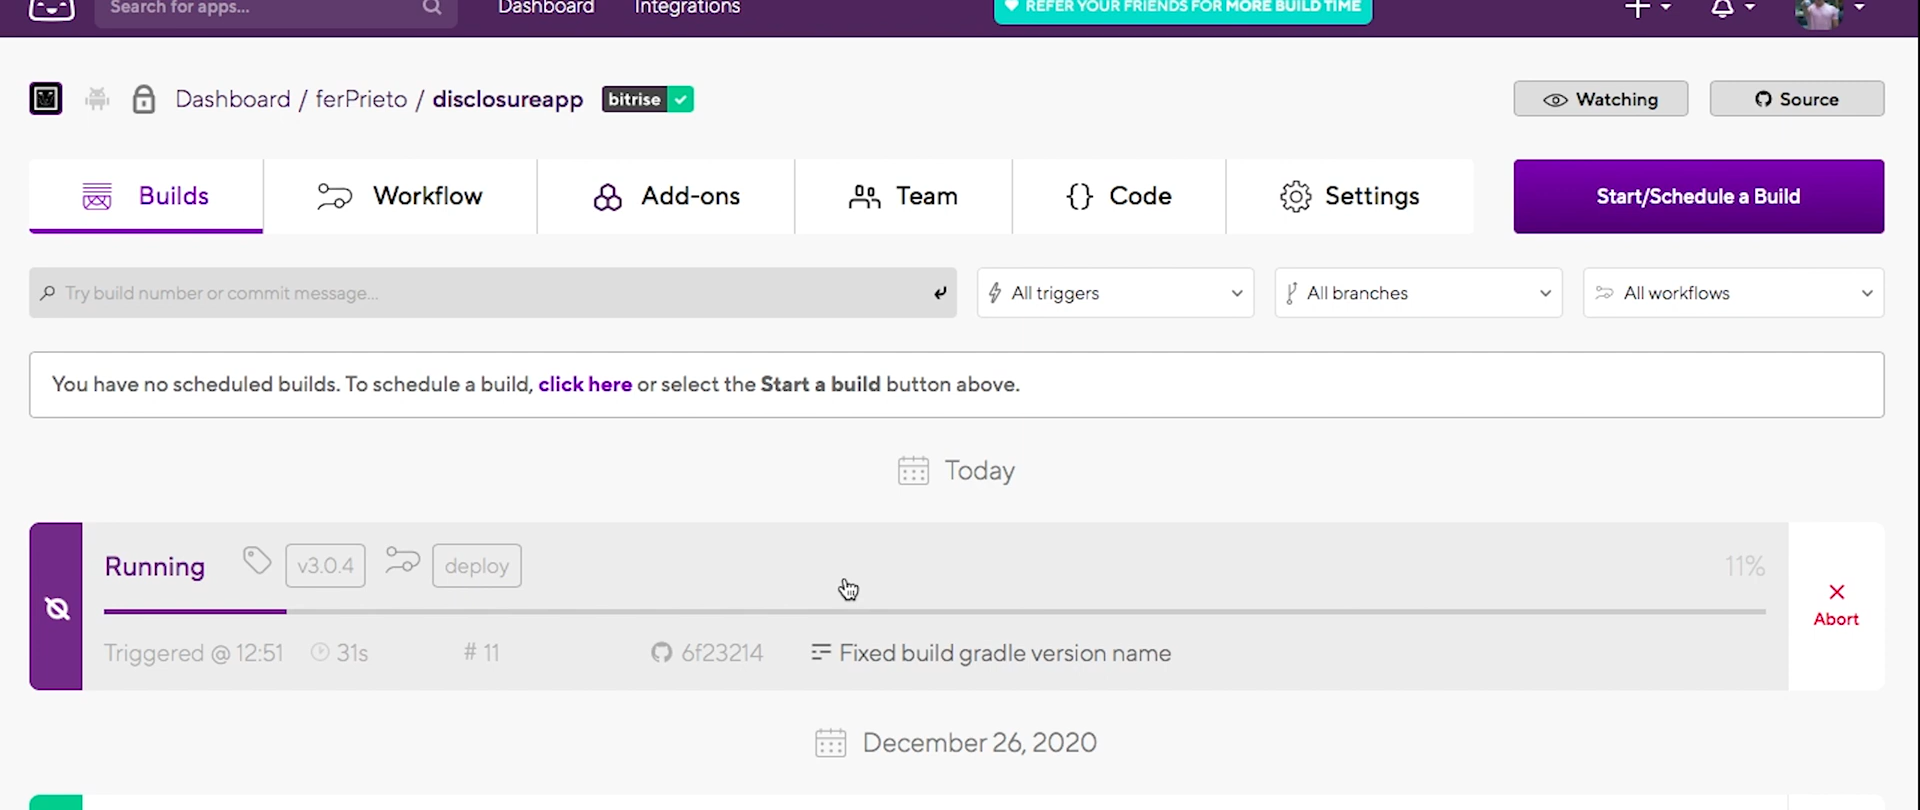 Search for apps...
Dashboard
Integrations
REFER YOUR FRIENDS FOR MORE BUILD TIME
Dashboard / ferPrieto / disclosureapp
bitrise
Watching
Source
Builds
Workflow
Add-ons
Team
{} Code
Settings
Start/Schedule a Build
Try build number or commit message...
All triggers
All branches
All workflows
You have no scheduled builds. To schedule a build, click here or select the Start a build button above.
Today
Running
v3.0.4
deploy
11%
Abort
Triggered @ 12:51
31s
# 11
6f23214
Fixed build gradle version name
December 26, 2020